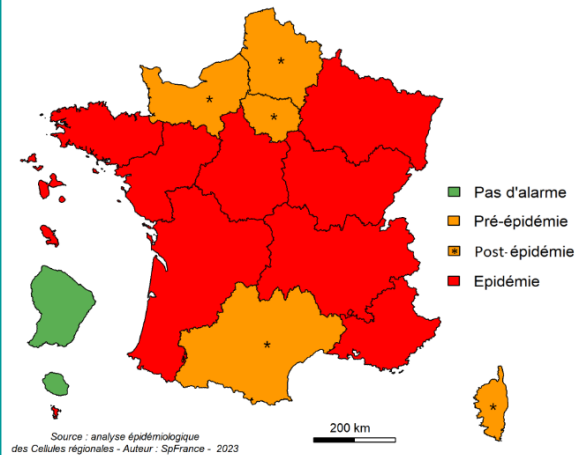 Pas d'alarme
Pré-épidémie
* Post-épidémie
Epidémie
200 km
Source : analyse épidémiologique
des Cellules régionales - Auteur : SpFrance - 2023